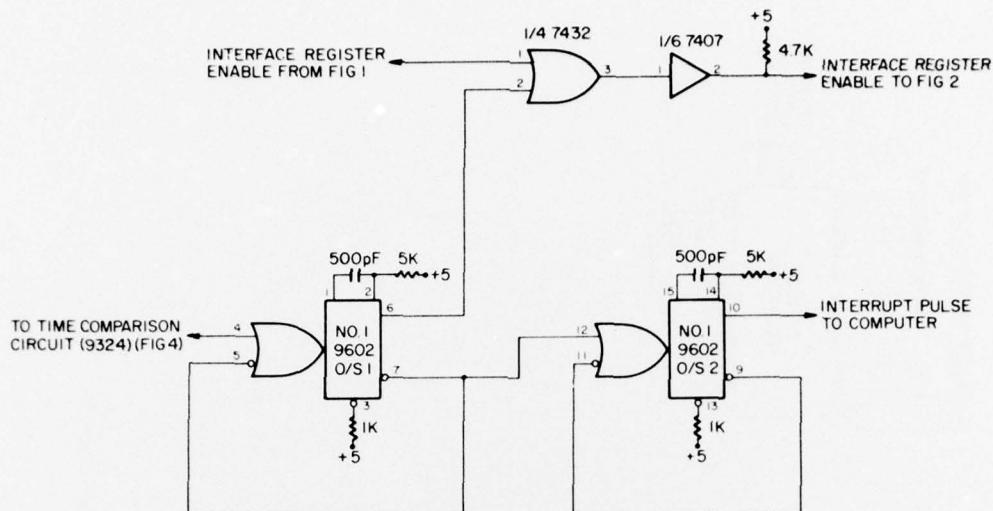 +5
1/4 7432
1/6 7407
4.7K
INTERFACE REGISTER
ENABLE FROM FIG 1
1
2
3
1
2
INTERFACE REGISTER
ENABLE TO FIG 2
500pF
5K
+5
1
2
6
TO TIME COMPARISON
CIRCUIT (9324)(FIG 4)
4
5
NO. 1
9602
O/S 1
7
3
1K
+5
500pF
5K
+5
15
14
10
INTERRUPT PULSE
TO COMPUTER
12
11
NO. 1
9602
O/S 2
9
13
1K
+5